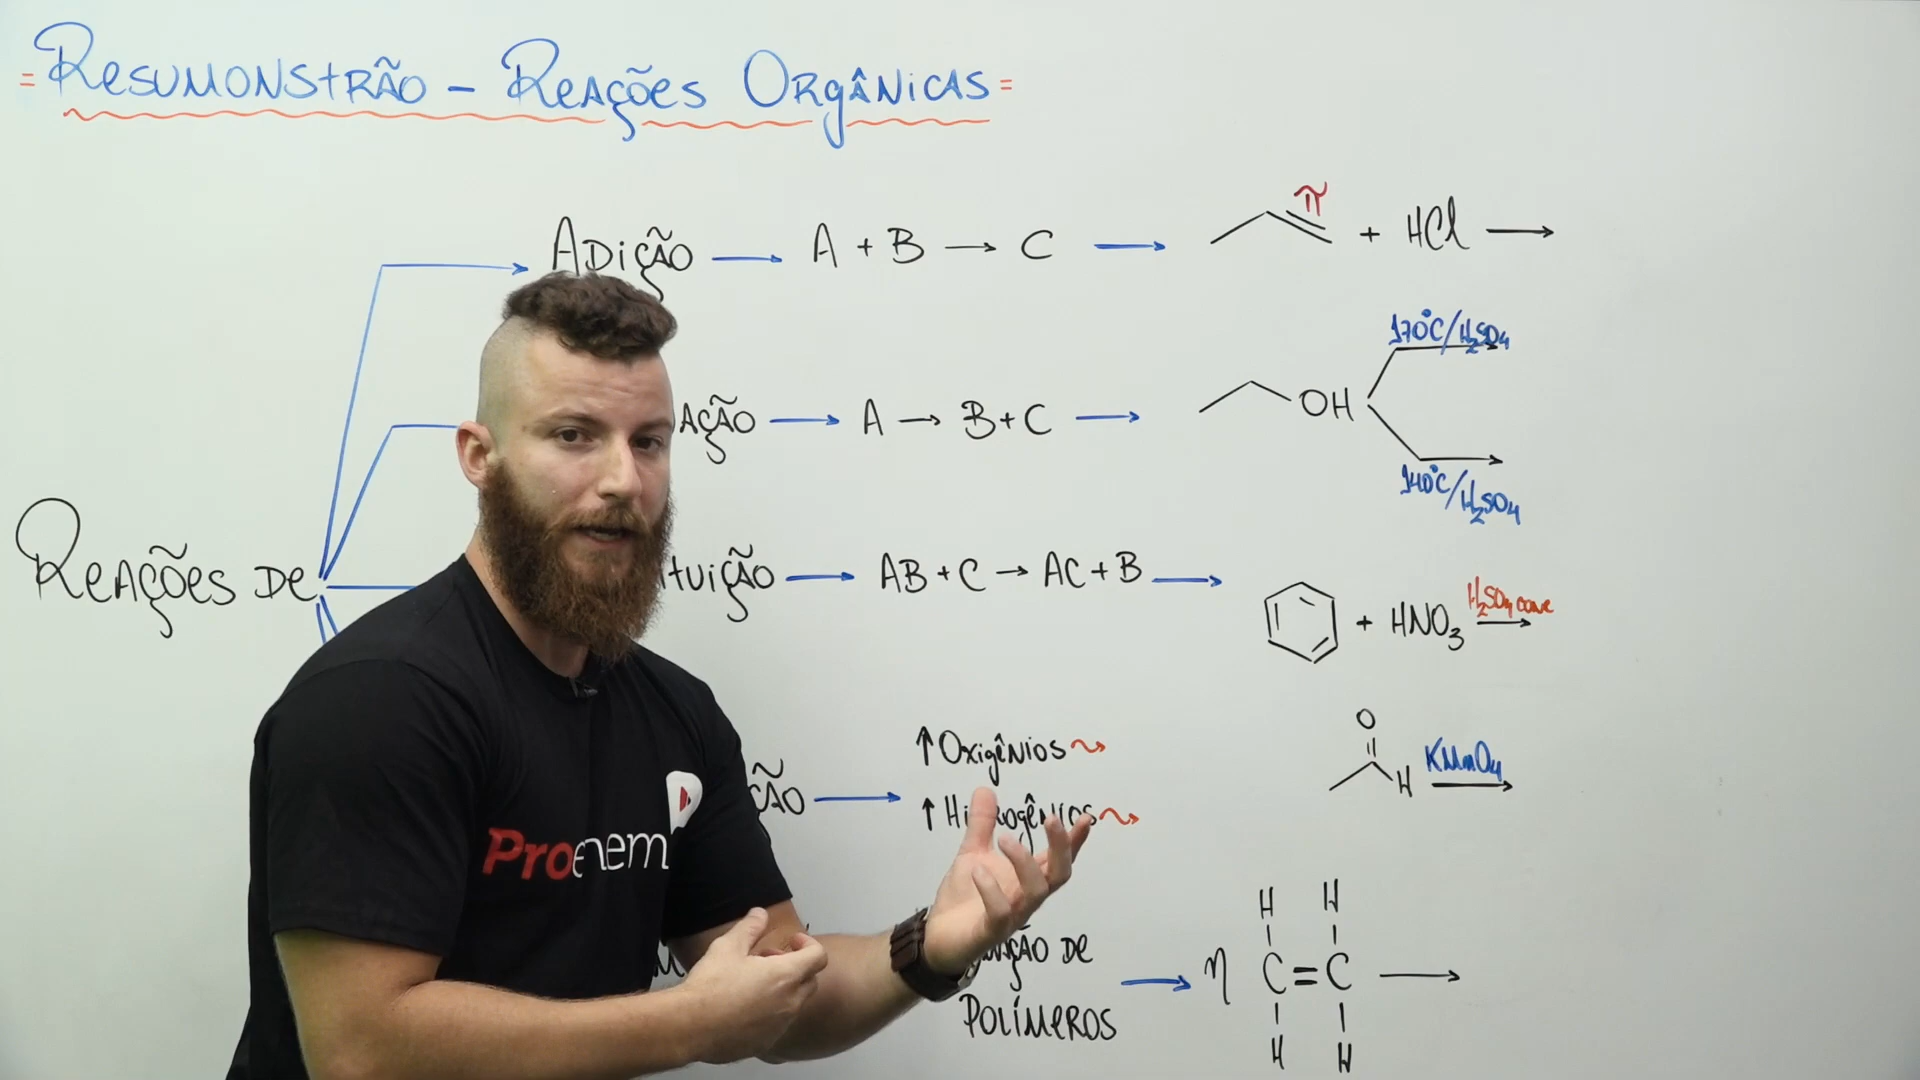 = Resumonstrão - Reações Orgânicas =
Adição → A + B → C → π + HCl →
ação → A → B + C → OH
170°C/H2SO4
140°C/H2SO4
Reações de
tuição → AB + C → AC + B → + HNO3 H2SO4 conc →
ção → ↑ Oxigênios
↑ Hidrogênios
O
H KMnO4 →
Proenem
ação de
Polímeros → n
H H
C = C →
H H